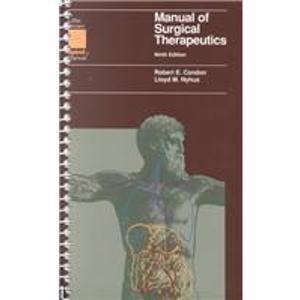 Manual of
Surgical
Therapeutics
Ninth Edition
Robert E. Condon
Lloyd M. Nyhus